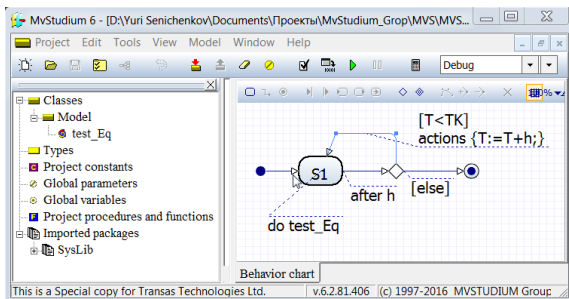 MvStudium 6 - [D:\Yuri Senichenkov\Documents\Проекты\MvStudium_Grop\MVS\MVS...
Project Edit Tools View Model Window Help
Debug
Classes
Model
test_Eq
Types
Project constants
Global parameters
Global variables
Project procedures and functions
Imported packages
SysLib
[T<TK]
actions {T:=T+h;}
S1
after h
[else]
do test_Eq
Behavior chart
This is a Special copy for Transas Technologies Ltd. v.6.2.81.406 (c) 1997-2016 MVSTUDIUM Group